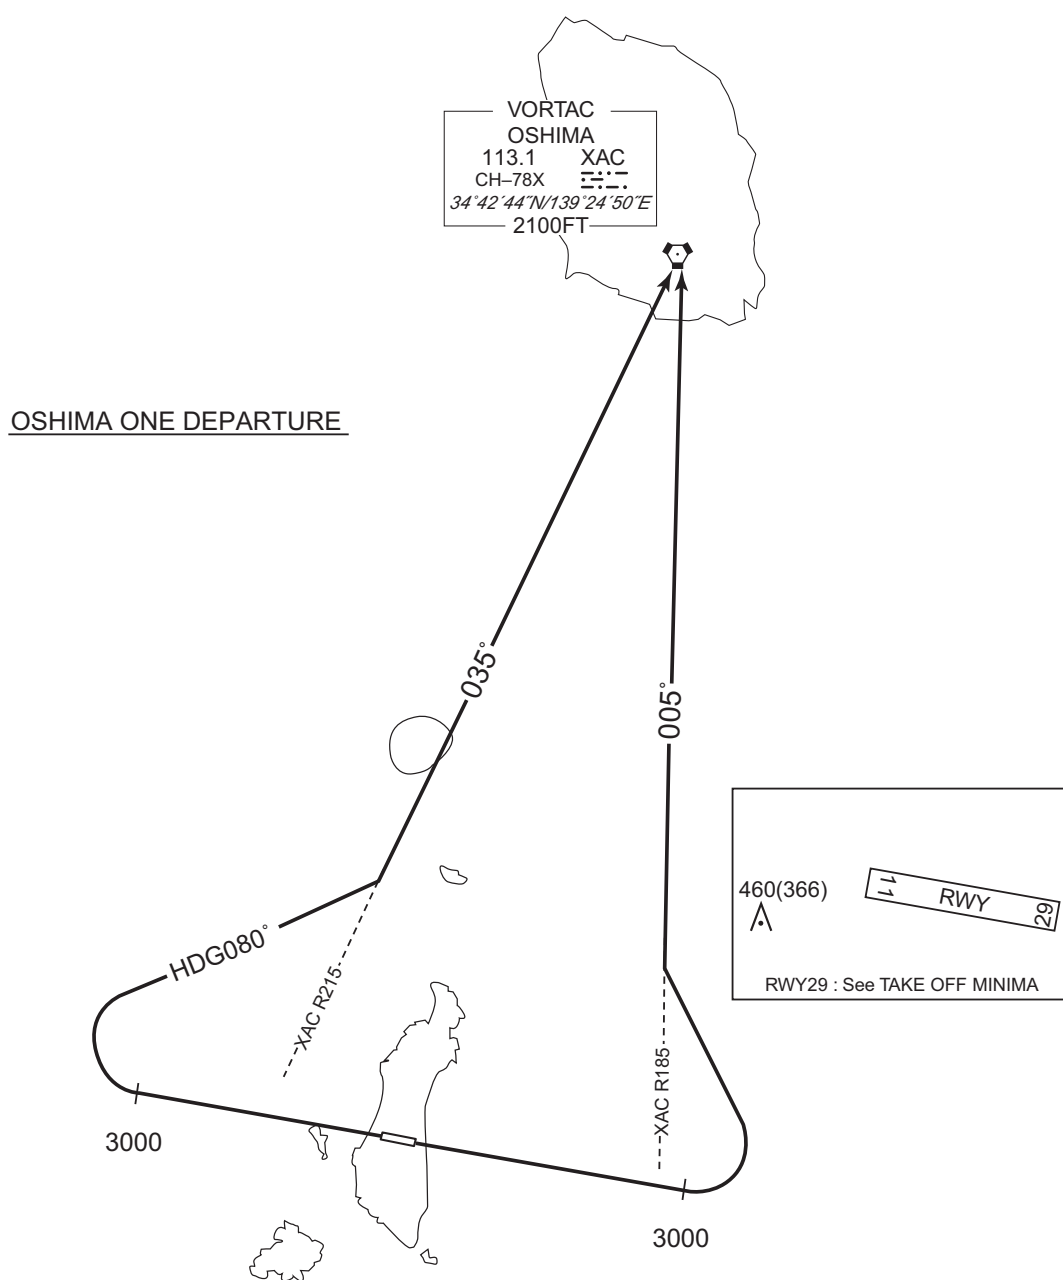 VORTAC
OSHIMA
113.1 XAC
CH–78X
34°42´44˝N/139°24´50˝E
2100FT
OSHIMA ONE DEPARTURE
035°
005°
460(366)
11 RWY 29
RWY29 : See TAKE OFF MINIMA
HDG080°
XAC R215
XAC R185
3000
3000